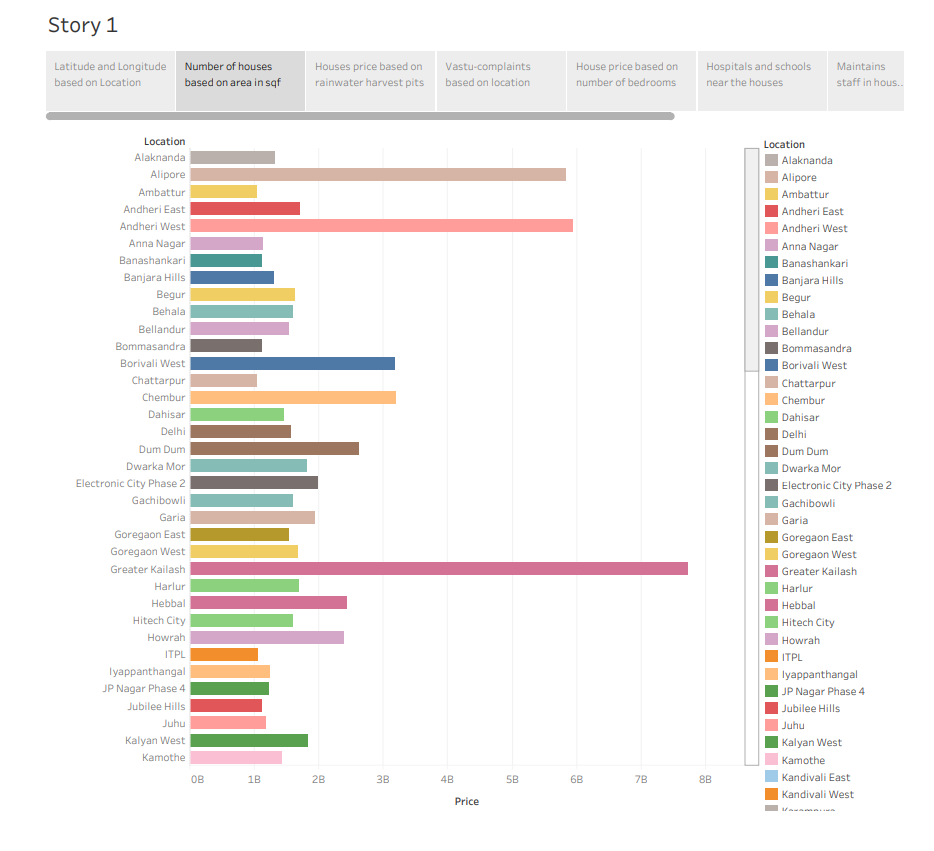 Story 1
Latitude and Longitude
based on Location
Number of houses
based on area in sqf
Houses price based on
rainwater harvest pits
Vastu-complaints
based on location
House price based on
number of bedrooms
Hospitals and schools
near the houses
Maintains
staff in hous..
Location
Alaknanda
Alipore
Ambattur
Andheri East
Andheri West
Anna Nagar
Banashankari
Banjara Hills
Begur
Behala
Bellandur
Bommasandra
Borivali West
Chattarpur
Chembur
Dahisar
Delhi
Dum Dum
Dwarka Mor
Electronic City Phase 2
Gachibowli
Garia
Goregaon East
Goregaon West
Greater Kailash
Harlur
Hebbal
Hitech City
Howrah
ITPL
Iyappanthangal
JP Nagar Phase 4
Jubilee Hills
Juhu
Kalyan West
Kamothe
0B 1B 2B 3B 4B 5B 6B 7B 8B
Price
Location
Alaknanda
Alipore
Ambattur
Andheri East
Andheri West
Anna Nagar
Banashankari
Banjara Hills
Begur
Behala
Bellandur
Bommasandra
Borivali West
Chattarpur
Chembur
Dahisar
Delhi
Dum Dum
Dwarka Mor
Electronic City Phase 2
Gachibowli
Garia
Goregaon East
Goregaon West
Greater Kailash
Harlur
Hebbal
Hitech City
Howrah
ITPL
Iyappanthangal
JP Nagar Phase 4
Jubilee Hills
Juhu
Kalyan West
Kamothe
Kandivali East
Kandivali West